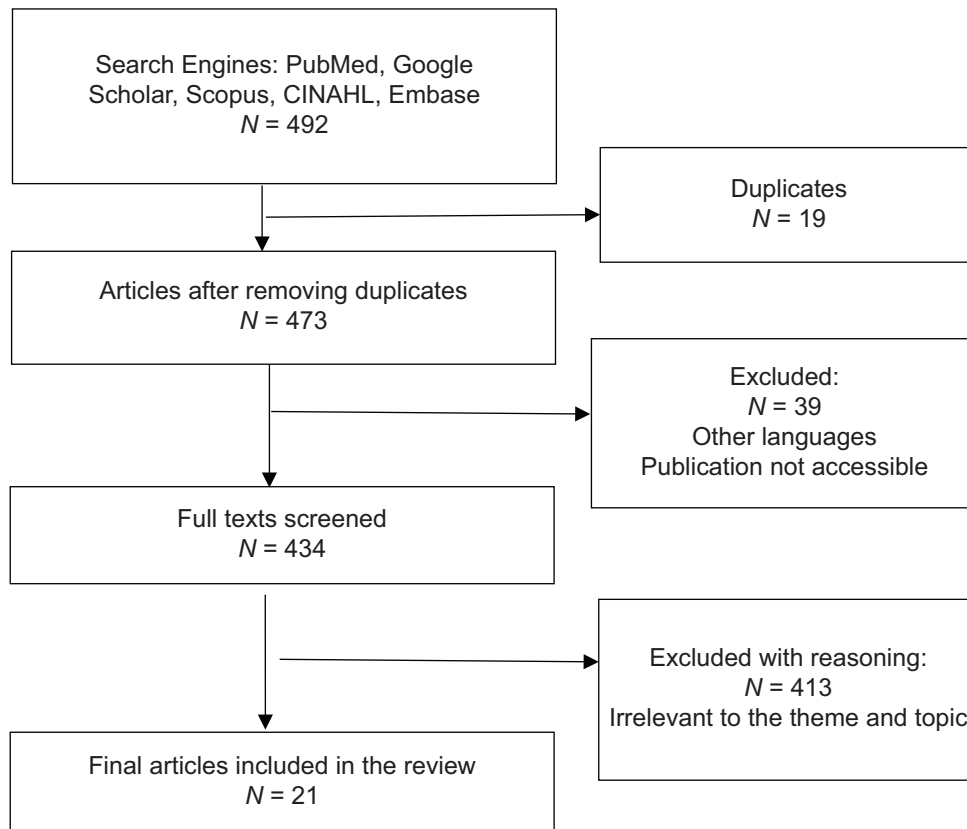 Search Engines: PubMed, Google
Scholar, Scopus, CINAHL, Embase
N = 492
Duplicates
N = 19
Articles after removing duplicates
N = 473
Excluded:
N = 39
Other languages
Publication not accessible
Full texts screened
N = 434
Excluded with reasoning:
N = 413
Irrelevant to the theme and topic
Final articles included in the review
N = 21